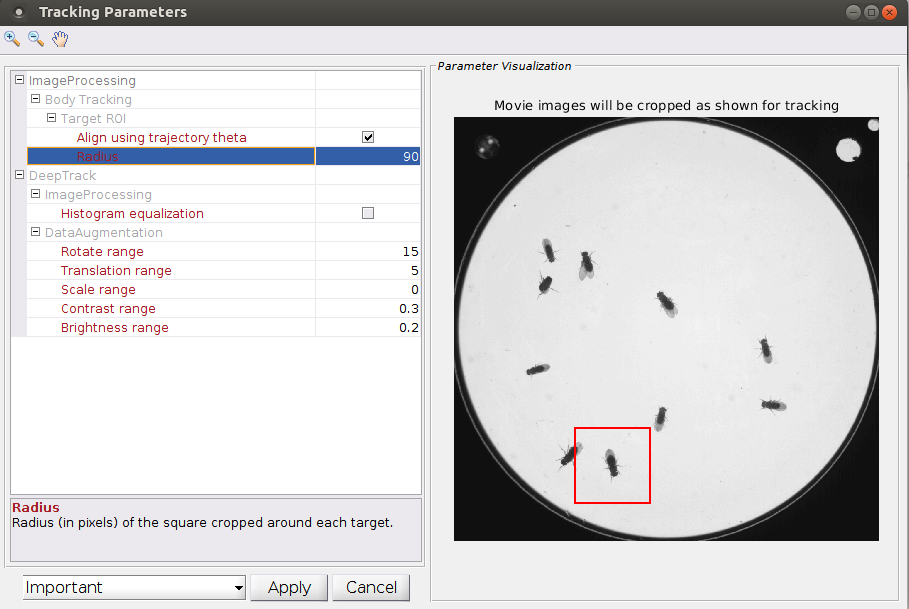 Tracking Parameters
ImageProcessing
Body Tracking
Target ROI
Align using trajectory theta
Radius 90
DeepTrack
ImageProcessing
Histogram equalization
DataAugmentation
Rotate range 15
Translation range 5
Scale range 0
Contrast range 0.3
Brightness range 0.2
Radius
Radius (in pixels) of the square cropped around each target.
Important Apply Cancel
Parameter Visualization
Movie images will be cropped as shown for tracking